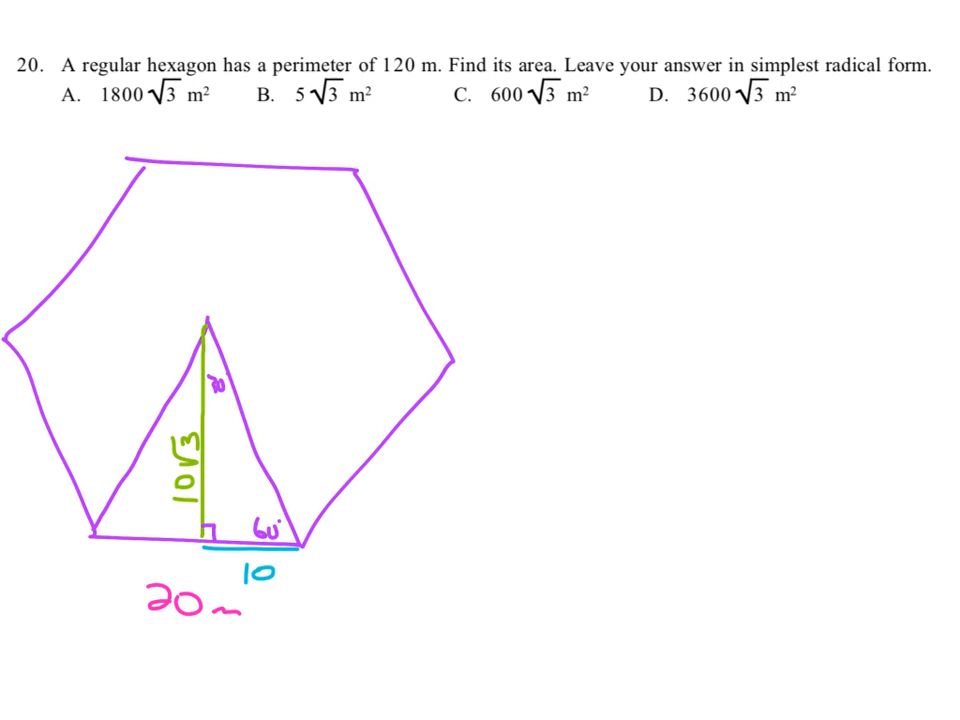 20. A regular hexagon has a perimeter of 120 m. Find its area. Leave your answer in simplest radical form.
A. 1800√3 m² B. 5√3 m² C. 600√3 m² D. 3600√3 m²
10√3
60°
10
20 m